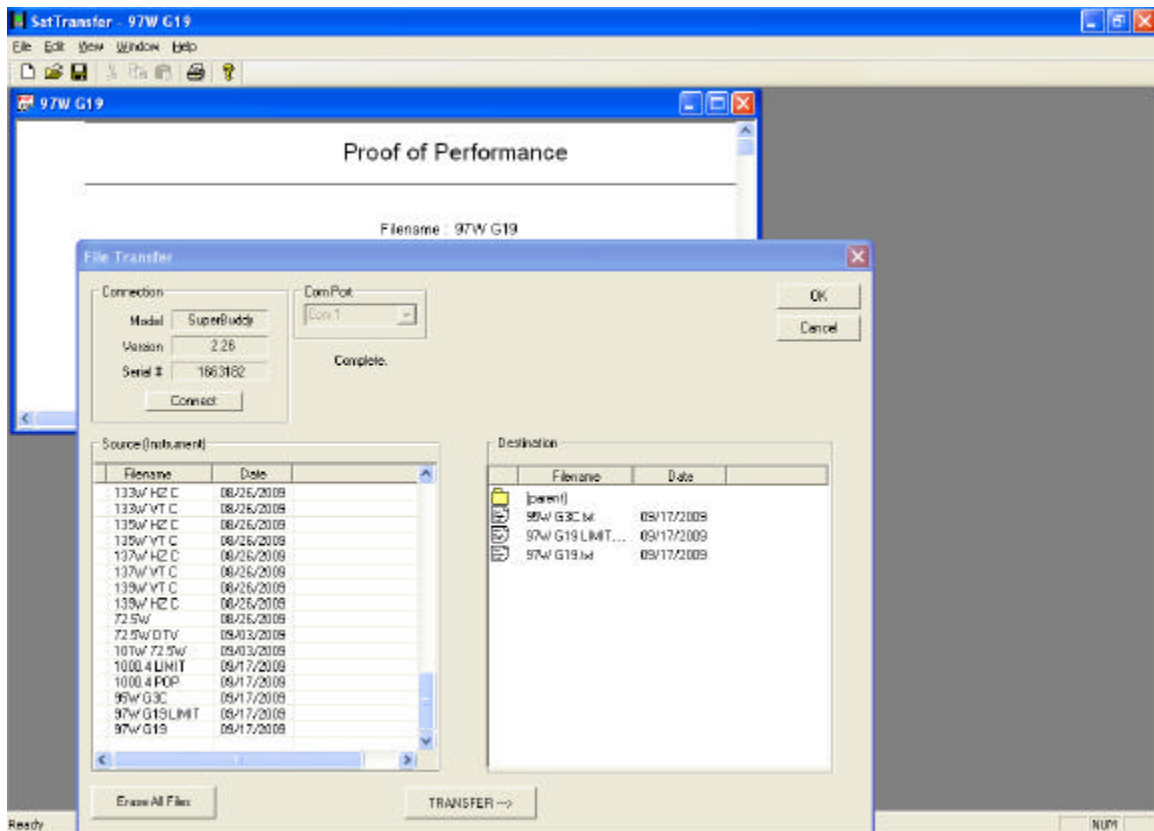 SatTransfer - 97W G19
File Edit View Window Help
97W G19
Proof of Performance
Filename : 97W G19
File Transfer
Connection
Model SuperBuddy
Version 2.26
Serial # 1663162
Connect
Com Port
Com 1
Complete.
OK
Cancel
Source (Instrument)
Filename Date
133W HZ C 08/26/2009
133W VT C 08/26/2009
135W HZ C 08/26/2009
135W VT C 08/26/2009
137W HZ C 08/26/2009
137W VT C 08/26/2009
139W VT C 08/26/2009
139W HZ C 08/26/2009
72.5W 08/26/2009
72.5W DTV 09/03/2009
101W 72.5W 09/03/2009
1000.4 LIMIT 09/17/2009
1000.4 POP 09/17/2009
95W G3C 09/17/2009
97W G19 LIMIT 09/17/2009
97W G19 09/17/2009
Destination
Filename Date
(parent)
95W G3C.txt 09/17/2009
97W G19 LIMIT... 09/17/2009
97W G19.txt 09/17/2009
Erase All Files
TRANSFER -->
Ready
NUM